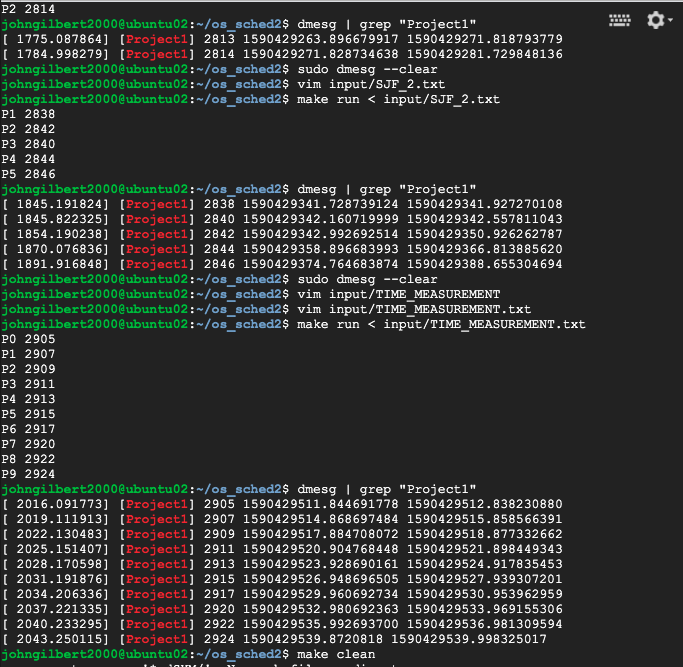 P2 2814
johngilbert2000@ubuntu02:~/os_sched2$ dmesg | grep "Project1"
[ 1775.087864] [Project1] 2813 1590429263.896679917 1590429271.818793779
[ 1784.998279] [Project1] 2814 1590429271.828734638 1590429281.729848136
johngilbert2000@ubuntu02:~/os_sched2$ sudo dmesg --clear
johngilbert2000@ubuntu02:~/os_sched2$ vim input/SJF_2.txt
johngilbert2000@ubuntu02:~/os_sched2$ make run < input/SJF_2.txt
P1 2838
P2 2842
P3 2840
P4 2844
P5 2846
johngilbert2000@ubuntu02:~/os_sched2$ dmesg | grep "Project1"
[ 1845.191824] [Project1] 2838 1590429341.728739124 1590429341.927270108
[ 1845.822325] [Project1] 2840 1590429342.160719999 1590429342.557811043
[ 1854.190238] [Project1] 2842 1590429342.992692514 1590429350.926262787
[ 1870.076836] [Project1] 2844 1590429358.896683993 1590429366.813885620
[ 1891.916848] [Project1] 2846 1590429374.764683874 1590429388.655304694
johngilbert2000@ubuntu02:~/os_sched2$ sudo dmesg --clear
johngilbert2000@ubuntu02:~/os_sched2$ vim input/TIME_MEASUREMENT
johngilbert2000@ubuntu02:~/os_sched2$ vim input/TIME_MEASUREMENT.txt
johngilbert2000@ubuntu02:~/os_sched2$ make run < input/TIME_MEASUREMENT.txt
P0 2905
P1 2907
P2 2909
P3 2911
P4 2913
P5 2915
P6 2917
P7 2920
P8 2922
P9 2924
johngilbert2000@ubuntu02:~/os_sched2$ dmesg | grep "Project1"
[ 2016.091773] [Project1] 2905 1590429511.844691778 1590429512.838230880
[ 2019.111913] [Project1] 2907 1590429514.868697484 1590429515.858566391
[ 2022.130483] [Project1] 2909 1590429517.884708072 1590429518.877332662
[ 2025.151407] [Project1] 2911 1590429520.904768448 1590429521.898449343
[ 2028.170598] [Project1] 2913 1590429523.928690161 1590429524.917835453
[ 2031.191876] [Project1] 2915 1590429526.948696505 1590429527.939307201
[ 2034.206336] [Project1] 2917 1590429529.960692734 1590429530.953962959
[ 2037.221335] [Project1] 2920 1590429532.980692363 1590429533.969155306
[ 2040.233295] [Project1] 2922 1590429535.992693700 1590429536.981309594
[ 2043.250115] [Project1] 2924 1590429539.8720818 1590429539.998325017
johngilbert2000@ubuntu02:~/os_sched2$ make clean